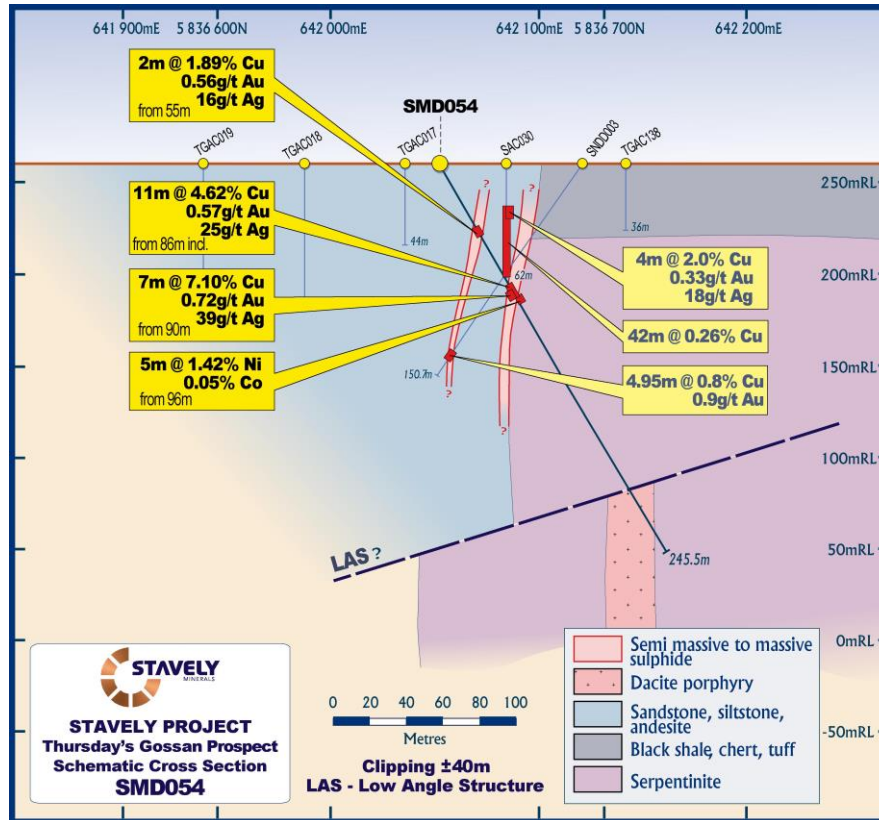 641 900mE
5 836 600N
642 000mE
642 100mE
5 836 700N
642 200mE
2m @ 1.89% Cu
0.56g/t Au
16g/t Ag
from 55m
SMD054
TGAC019
TGAC018
TGAC017
SAC030
SNDD003
TGAC138
250mRL
200mRL
150mRL
100mRL
50mRL
0mRL
-50mRL
?
?
11m @ 4.62% Cu
0.57g/t Au
25g/t Ag
from 86m incl.
44m
36m
62m
4m @ 2.0% Cu
0.33g/t Au
18g/t Ag
7m @ 7.10% Cu
0.72g/t Au
39g/t Ag
from 90m
42m @ 0.26% Cu
5m @ 1.42% Ni
0.05% Co
from 96m
150.7m
4.95m @ 0.8% Cu
0.9g/t Au
?
?
LAS ?
245.5m
STAVELY
MINERALS
STAVELY PROJECT
Thursday's Gossan Prospect
Schematic Cross Section
SMD054
0 20 40 60 80 100
Metres
Clipping ±40m
LAS - Low Angle Structure
Semi massive to massive
sulphide
Dacite porphyry
Sandstone, siltstone,
andesite
Black shale, chert, tuff
Serpentinite